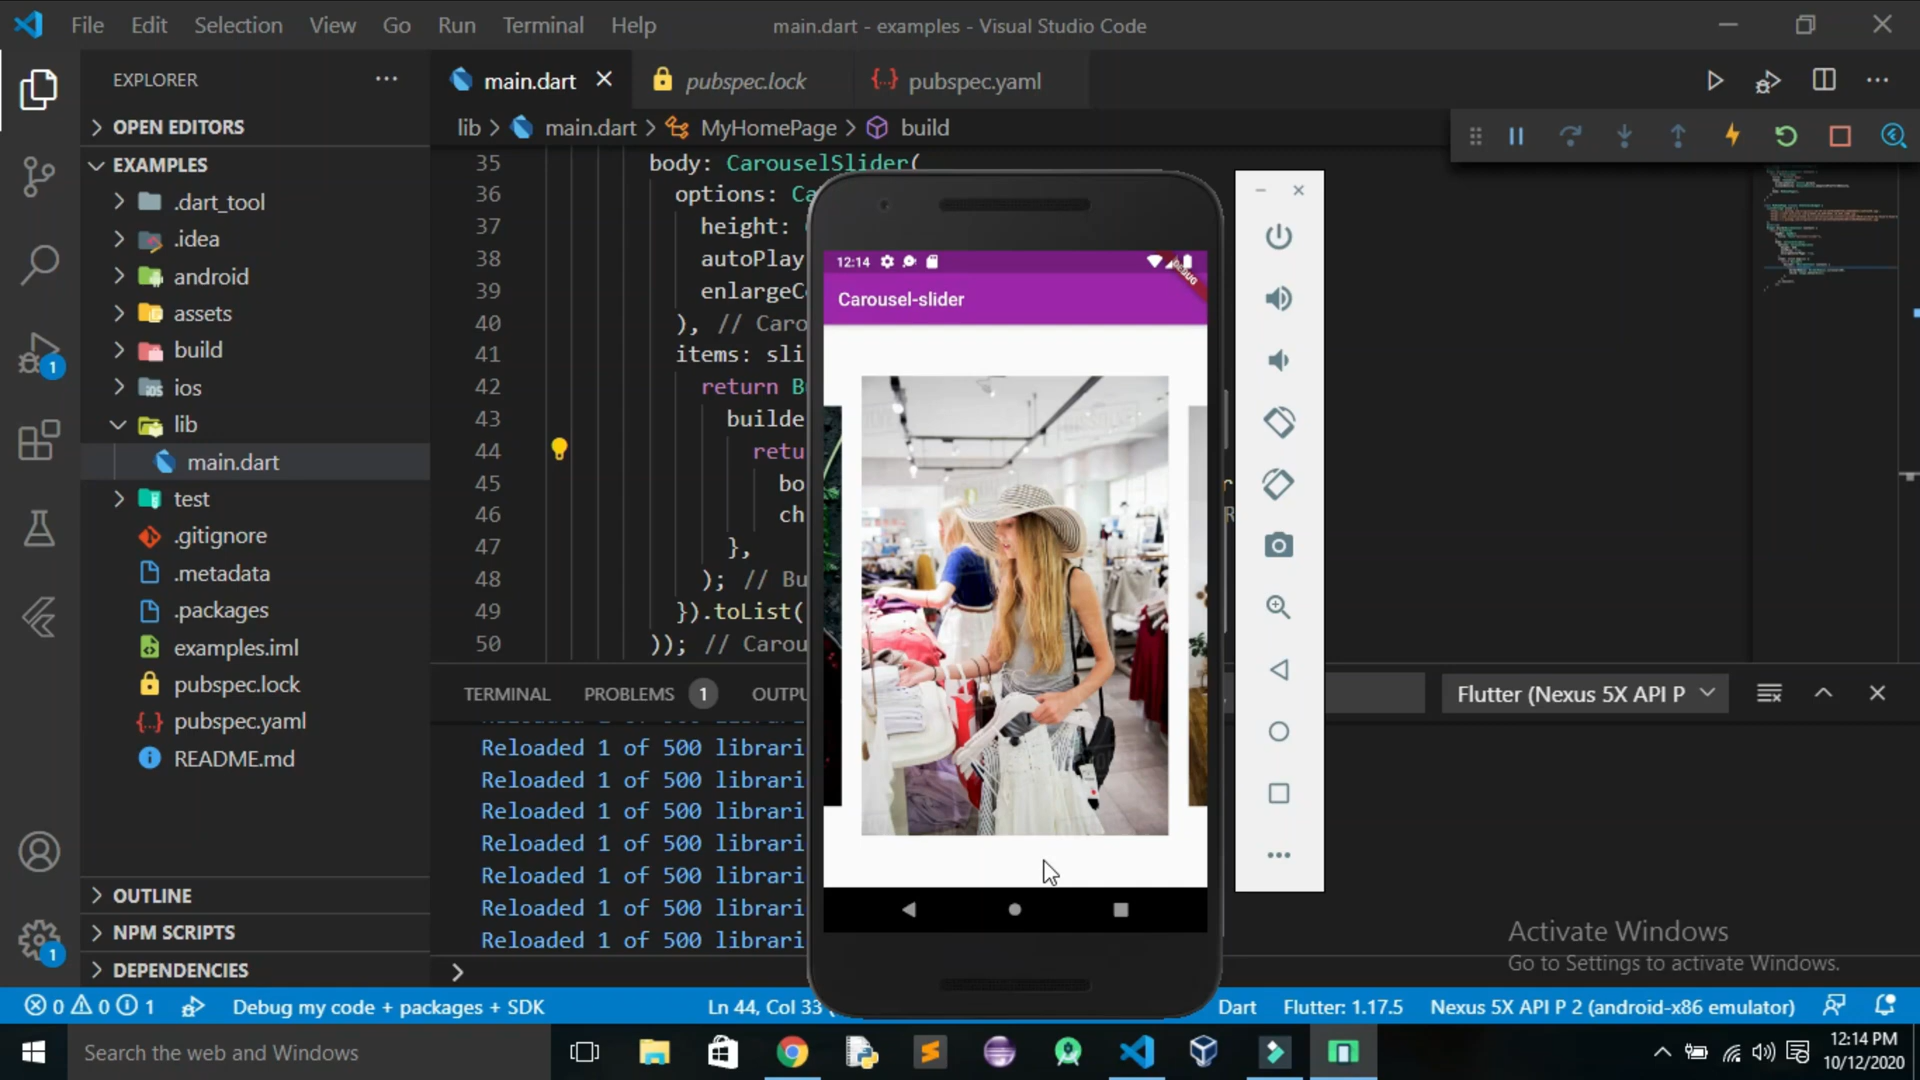 File Edit Selection View Go Run Terminal Help
main.dart - examples - Visual Studio Code
EXPLORER
main.dart
pubspec.lock
pubspec.yaml
OPEN EDITORS
lib > main.dart > MyHomePage > build
EXAMPLES
.dart_tool
.idea
android
assets
build
ios
lib
main.dart
test
.gitignore
.metadata
.packages
examples.iml
pubspec.lock
pubspec.yaml
README.md
OUTLINE
NPM SCRIPTS
DEPENDENCIES
35 body: CarouselSlider(
36 options: Ca
37 height:
38 autoPlay
39 enlargeC
40 ), // Caro
41 items: sli
42 return B
43 builde
44 retu
45 bo
46 ch
47 },
48 ); // Bu
49 }).toList(
50 )); // Carou
12:14
DEBUG
Carousel-slider
TERMINAL PROBLEMS 1 OUTPU
Flutter (Nexus 5X API P
Reloaded 1 of 500 librari
Reloaded 1 of 500 librari
Reloaded 1 of 500 librari
Reloaded 1 of 500 librari
Reloaded 1 of 500 librari
Reloaded 1 of 500 librari
Reloaded 1 of 500 librari
Activate Windows
Go to Settings to activate Windows.
0 0 1 Debug my code + packages + SDK Ln 44, Col 33 Dart Flutter: 1.17.5 Nexus 5X API P 2 (android-x86 emulator)
Search the web and Windows
12:14 PM
10/12/2020